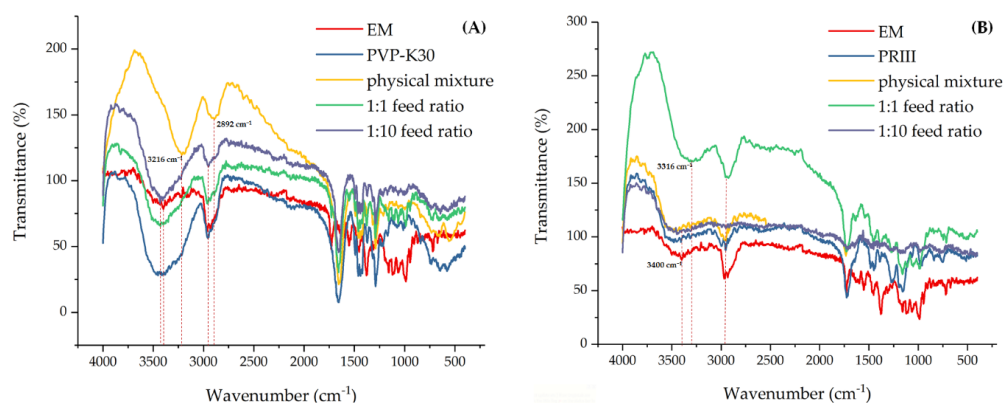 (A)
EM
PVP-K30
physical mixture
1:1 feed ratio
1:10 feed ratio
2892 cm⁻¹
3216 cm⁻¹
Transmittance (%)
200
150
100
50
0
4000 3500 3000 2500 2000 1500 1000 500
Wavenumber (cm⁻¹)
(B)
EM
PRIII
physical mixture
1:1 feed ratio
1:10 feed ratio
3316 cm⁻¹
3400 cm⁻¹
Transmittance (%)
300
250
200
150
100
50
0
4000 3500 3000 2500 2000 1500 1000 500
Wavenumber (cm⁻¹)